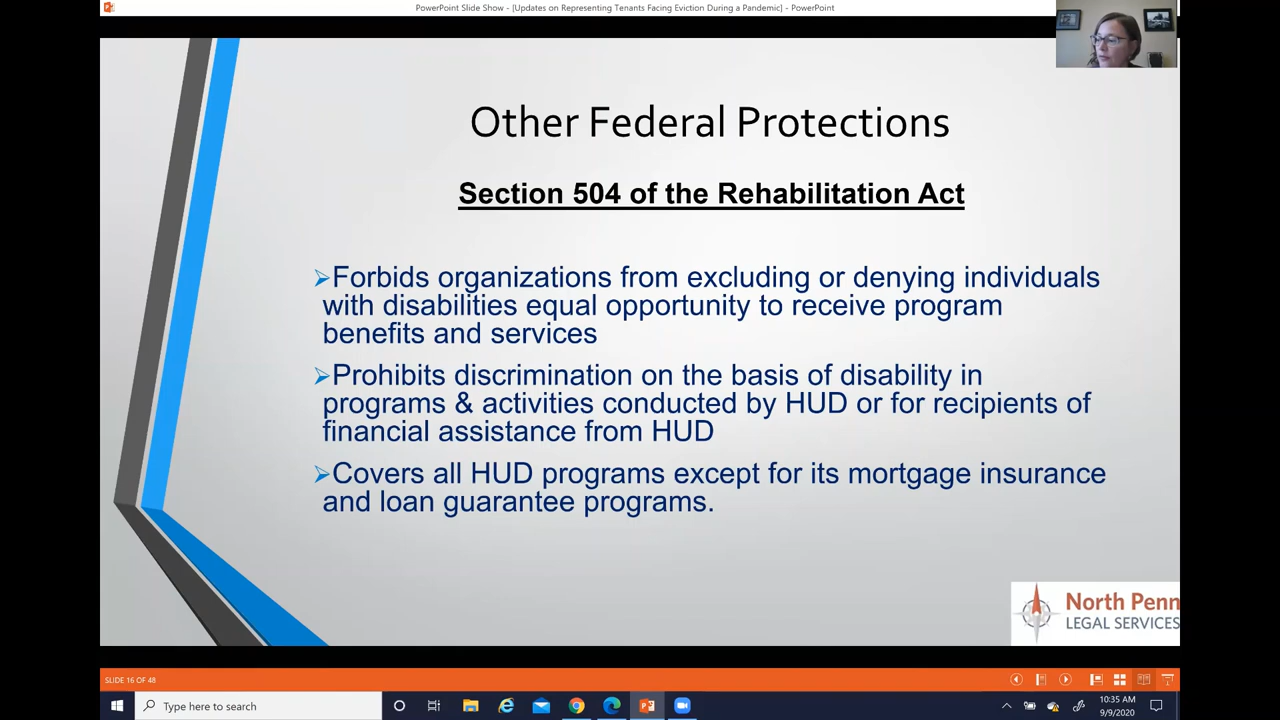 PowerPoint Slide Show - [Updates on Representing Tenants Facing Eviction During a Pandemic] - PowerPoint
Other Federal Protections
Section 504 of the Rehabilitation Act
Forbids organizations from excluding or denying individuals
with disabilities equal opportunity to receive program
benefits and services
Prohibits discrimination on the basis of disability in
programs & activities conducted by HUD or for recipients of
financial assistance from HUD
Covers all HUD programs except for its mortgage insurance
and loan guarantee programs.
North Penn
LEGAL SERVICES
SLIDE 16 OF 48
Type here to search
10:35 AM
9/9/2020